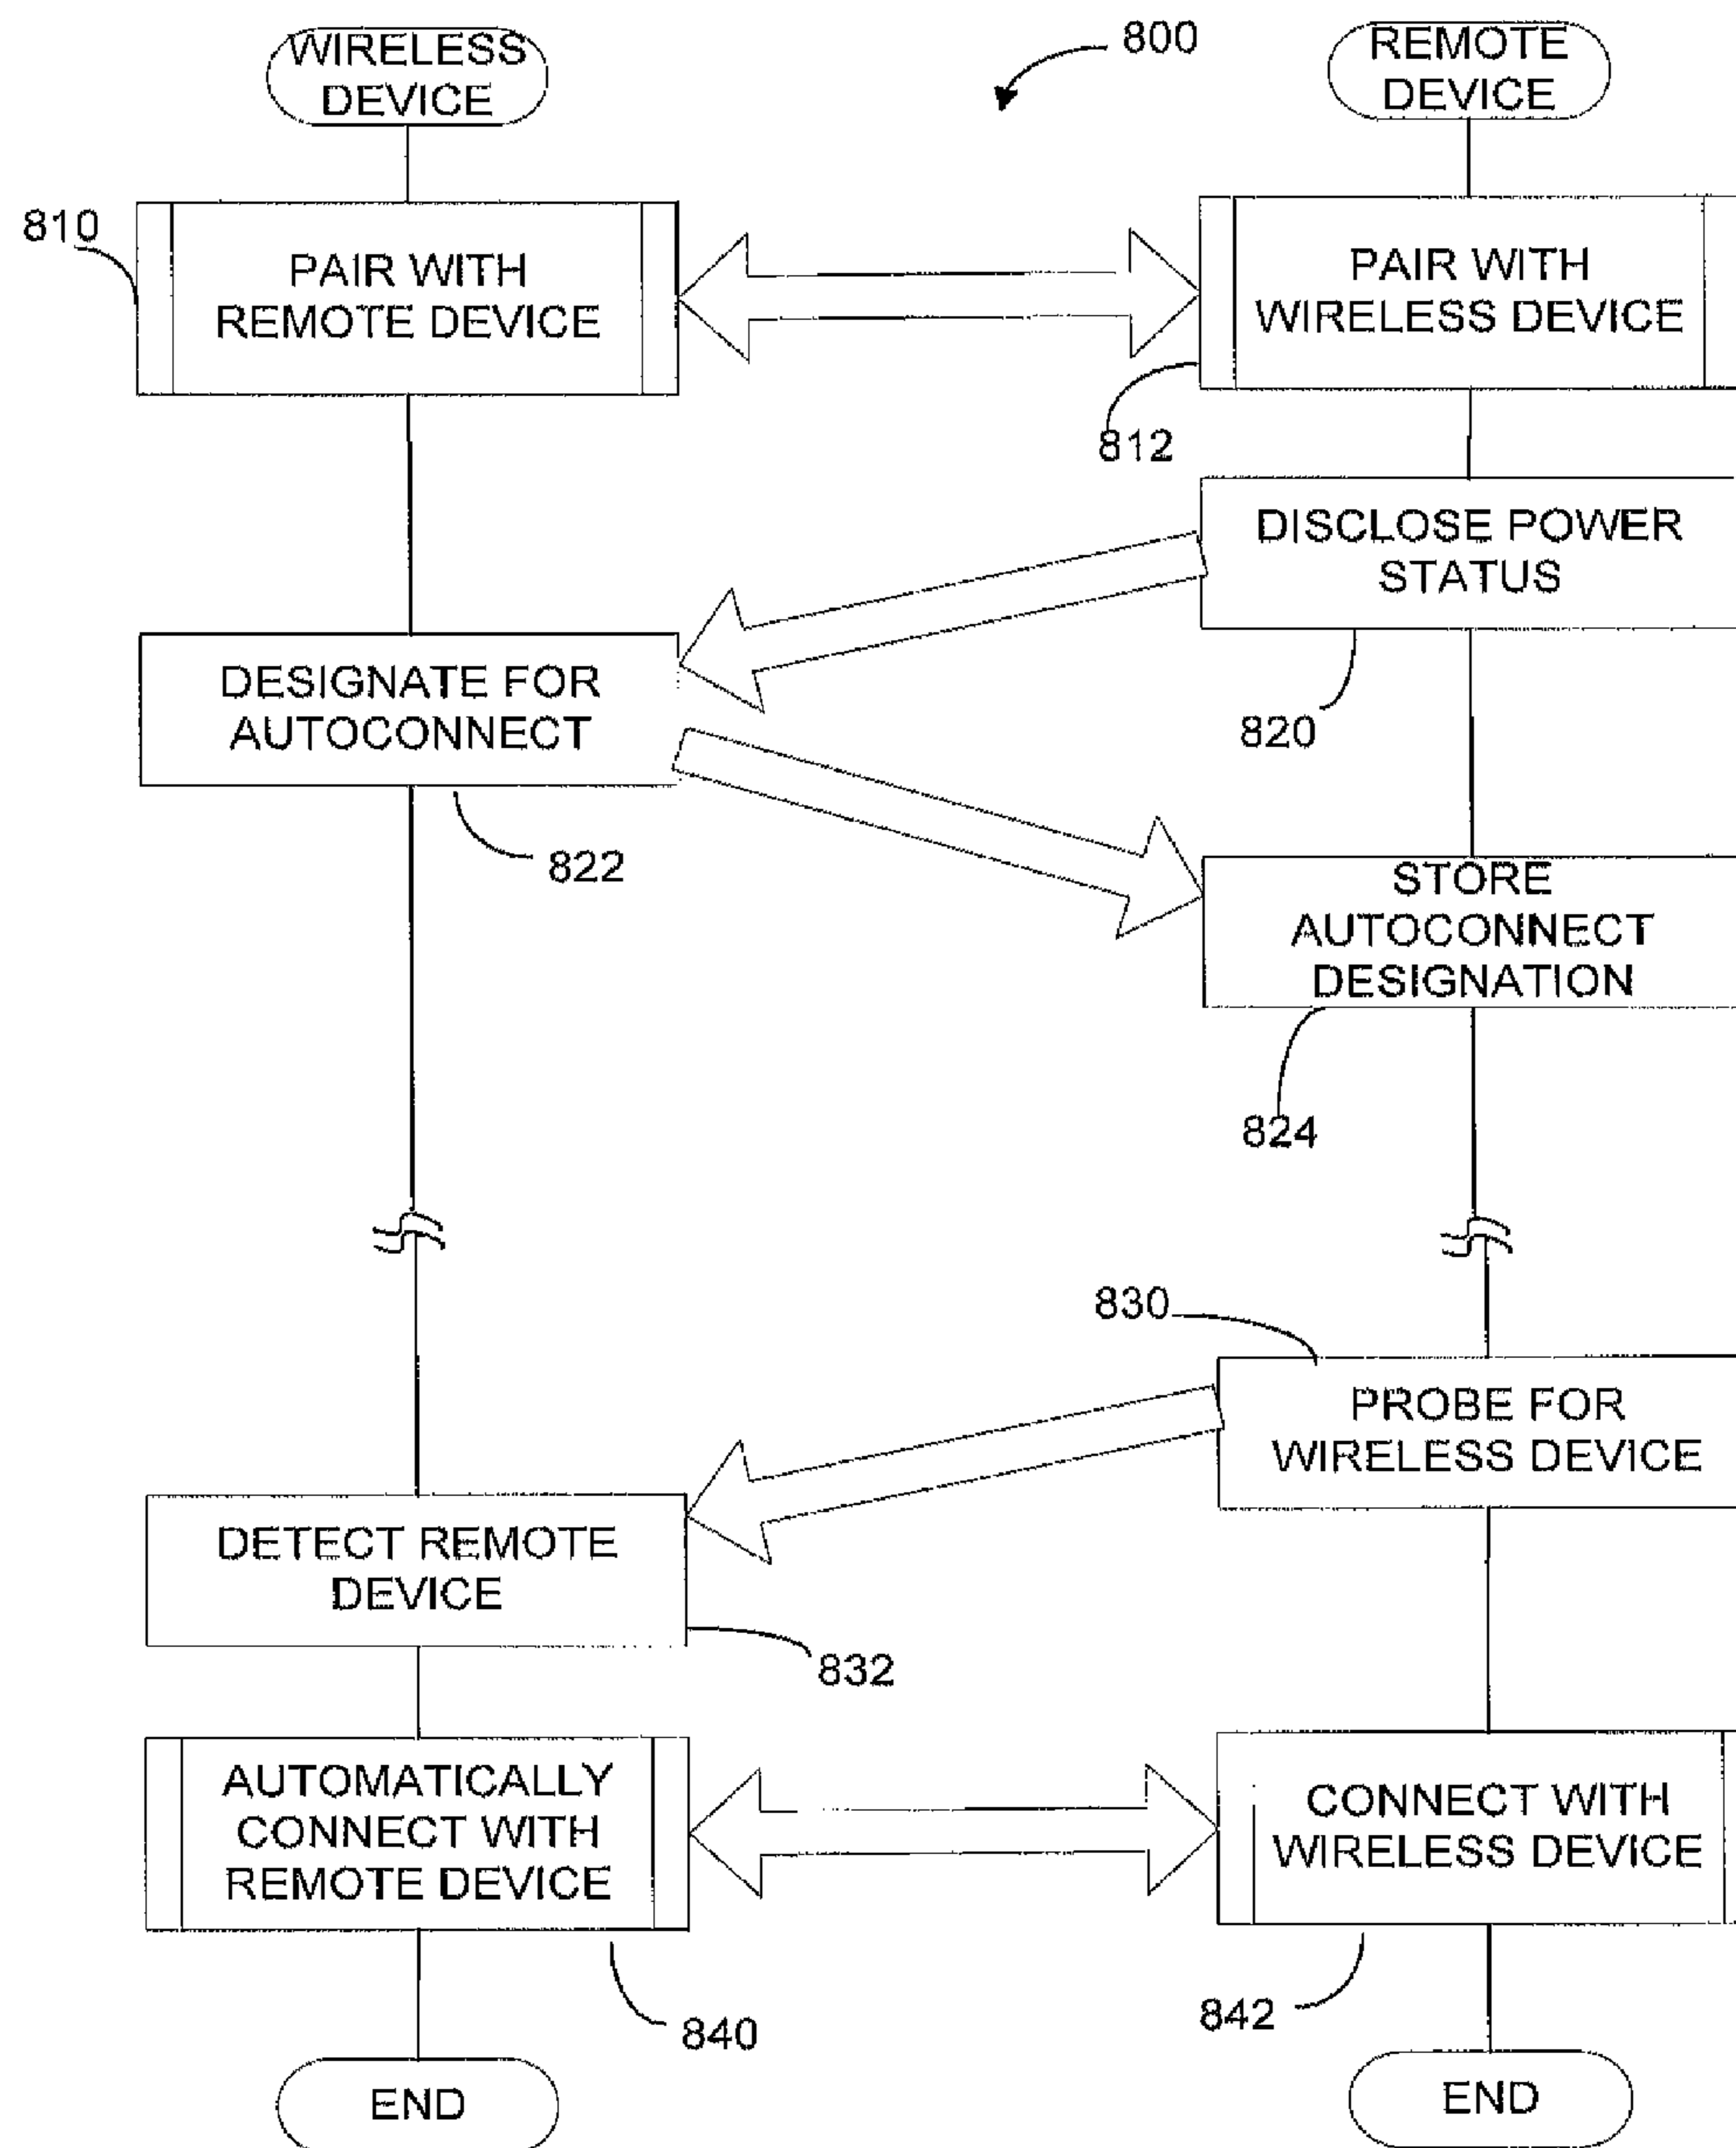 WIRELESS
DEVICE
800
REMOTE
DEVICE
810
PAIR WITH
REMOTE DEVICE
PAIR WITH
WIRELESS DEVICE
812
DISCLOSE POWER
STATUS
820
DESIGNATE FOR
AUTOCONNECT
822
STORE
AUTOCONNECT
DESIGNATION
824
830
PROBE FOR
WIRELESS DEVICE
DETECT REMOTE
DEVICE
832
AUTOMATICALLY
CONNECT WITH
REMOTE DEVICE
840
CONNECT WITH
WIRELESS DEVICE
842
END
END